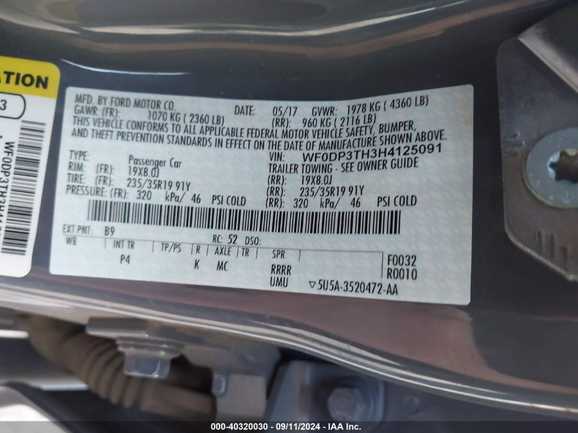 ATION
3
WF0DP3TH3H4
MFD. BY FORD MOTOR CO. DATE: 05/17 GVWR: 1978 KG ( 4360 LB)
GAWR: (FR): 1070 KG ( 2360 LB) (RR): 960 KG ( 2116 LB)
THIS VEHICLE CONFORMS TO ALL APPLICABLE FEDERAL MOTOR VEHICLE SAFETY, BUMPER,
AND THEFT PREVENTION STANDARDS IN EFFECT ON THE DATE OF MANUFACTURE SHOWN ABOVE
VIN: WF0DP3TH3H4125091
TYPE: Passenger Car TRAILER TOWING - SEE OWNER GUIDE
RIM: (FR): 19X8.0J (RR): 19X8.0J
TIRE: (FR): 235/35R19 91Y (RR): 235/35R19 91Y
PRESSURE: (FR): 320 kPa/ 46 PSI COLD (RR): 320 kPa/ 46 PSI COLD
EXT PNT: B9 RC: 52 DSO:
WB INT TR TP/PS R AXLE TR SPR F0032
P4 K MC RRRR R0010
UMU ▽5U5A-3520472-AA
000-40320030 - 09/11/2024 - IAA